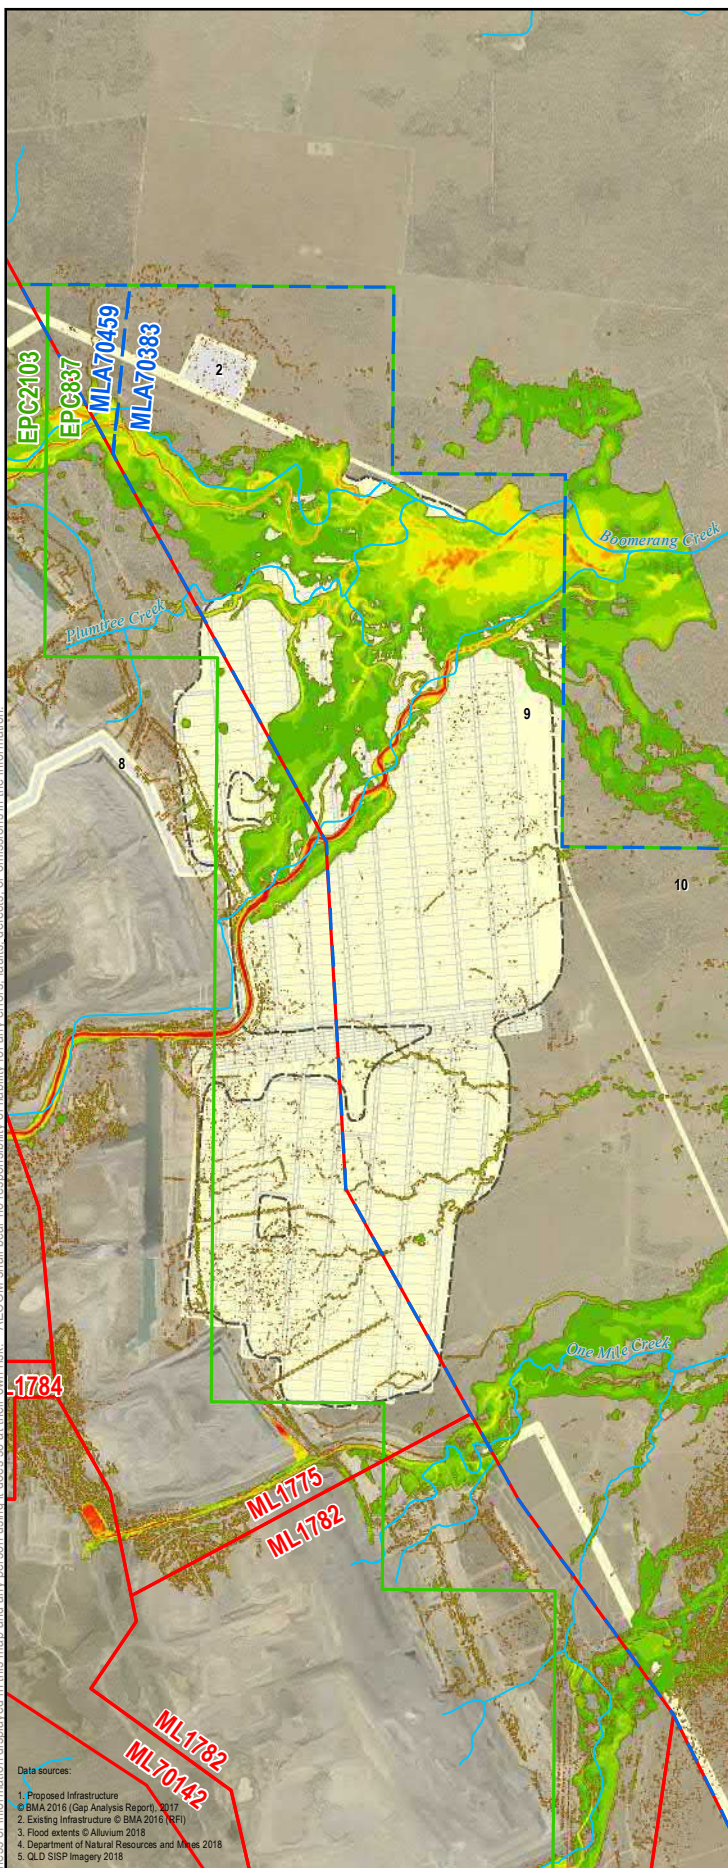 EPC2103
EPC837
MLA70459
MLA70383
2
Boomerang Creek
Plumtree Creek
9
8
10
One Mile Creek
L1784
ML1775
ML1782
ML1782
ML70142
Data sources:
1. Proposed Infrastructure
© BMA 2016 (Gap Analysis Report), 2017
2. Existing Infrastructure © BMA 2016 (RFI)
3. Flood extents © Alluvium 2018
4. Department of Natural Resources and Mines 2018
5. QLD SISP Imagery 2018